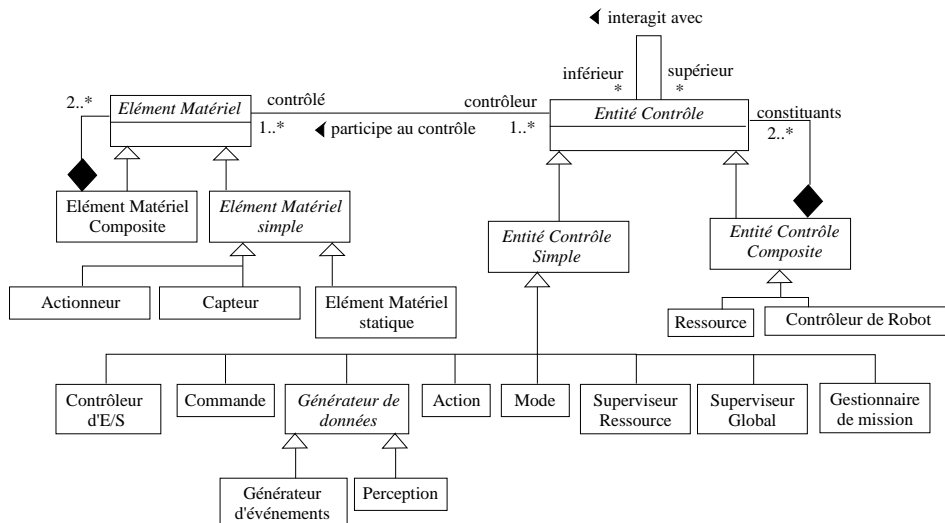 interagit avec
inférieur
supérieur
*
*
2..*
Elément Matériel
contrôlé
contrôleur
Entité Contrôle
constituants
1..*
participe au contrôle
1..*
2..*
Elément Matériel
Composite
Elément Matériel
simple
Entité Contrôle
Simple
Entité Contrôle
Composite
Actionneur
Capteur
Elément Matériel
statique
Ressource
Contrôleur de Robot
Contrôleur
d'E/S
Commande
Générateur de
données
Action
Mode
Superviseur
Ressource
Superviseur
Global
Gestionnaire
de mission
Générateur
d'événements
Perception